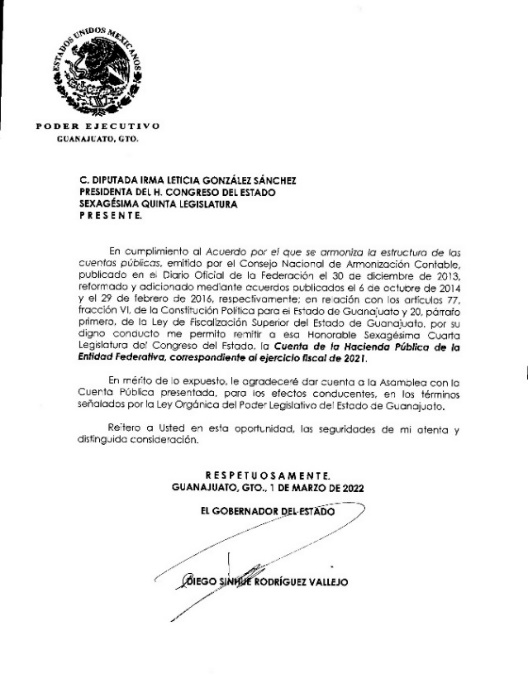 ESTADOS UNIDOS MEXICANOS
PODER EJECUTIVO
GUANAJUATO, GTO.
C. DIPUTADA IRMA LETICIA GONZÁLEZ SÁNCHEZ
PRESIDENTA DEL H. CONGRESO DEL ESTADO
SEXAGÉSIMA QUINTA LEGISLATURA
P R E S E N T E.
En cumplimiento al Acuerdo por el que se armoniza la estructura de las
cuentas públicas, emitido por el Consejo Nacional de Armonización Contable,
publicado en el Diario Oficial de la Federación el 30 de diciembre de 2013,
reformado y adicionado mediante acuerdos publicados el 6 de octubre de 2014
y el 29 de febrero de 2016, respectivamente; en relación con los artículos 77,
fracción VI, de la Constitución Política para el Estado de Guanajuato y 20, párrafo
primero, de la Ley de Fiscalización Superior del Estado de Guanajuato, por su
digno conducto me permito remitir a esa Honorable Sexagésima Cuarta
Legislatura del Congreso del Estado, la Cuenta de la Hacienda Pública de la
Entidad Federativa, correspondiente al ejercicio fiscal de 2021.
En mérito de lo expuesto, le agradeceré dar cuenta a la Asamblea con la
Cuenta Pública presentada, para los efectos conducentes, en los términos
señalados por la Ley Orgánica del Poder Legislativo del Estado de Guanajuato.
Reitero a Usted en esta oportunidad, las seguridades de mi atenta y
distinguida consideración.
R E S P E T U O S A M E N T E.
GUANAJUATO, GTO., 1 DE MARZO DE 2022
EL GOBERNADOR DEL ESTADO
DIEGO SINHUE RODRÍGUEZ VALLEJO